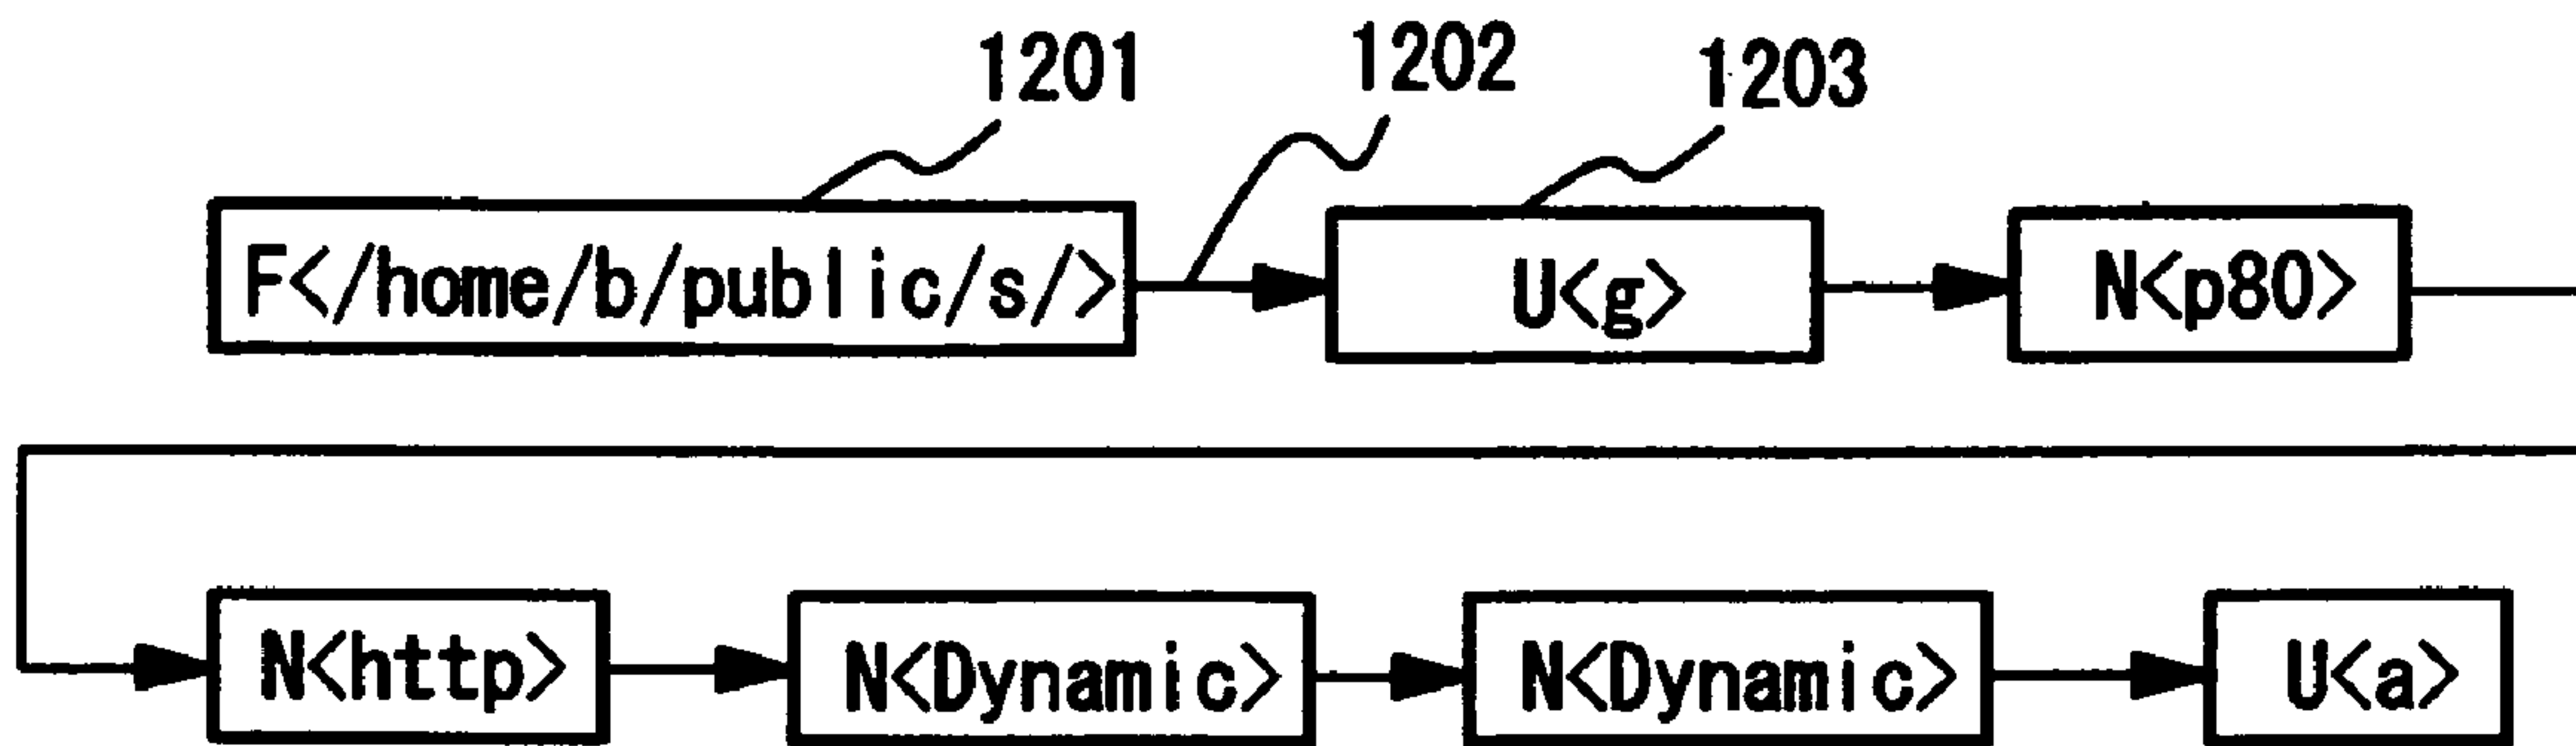 1201 1202 1203
F</home/b/public/s/> U<g> N<p80>
N<http> N<Dynamic> N<Dynamic> U<a>